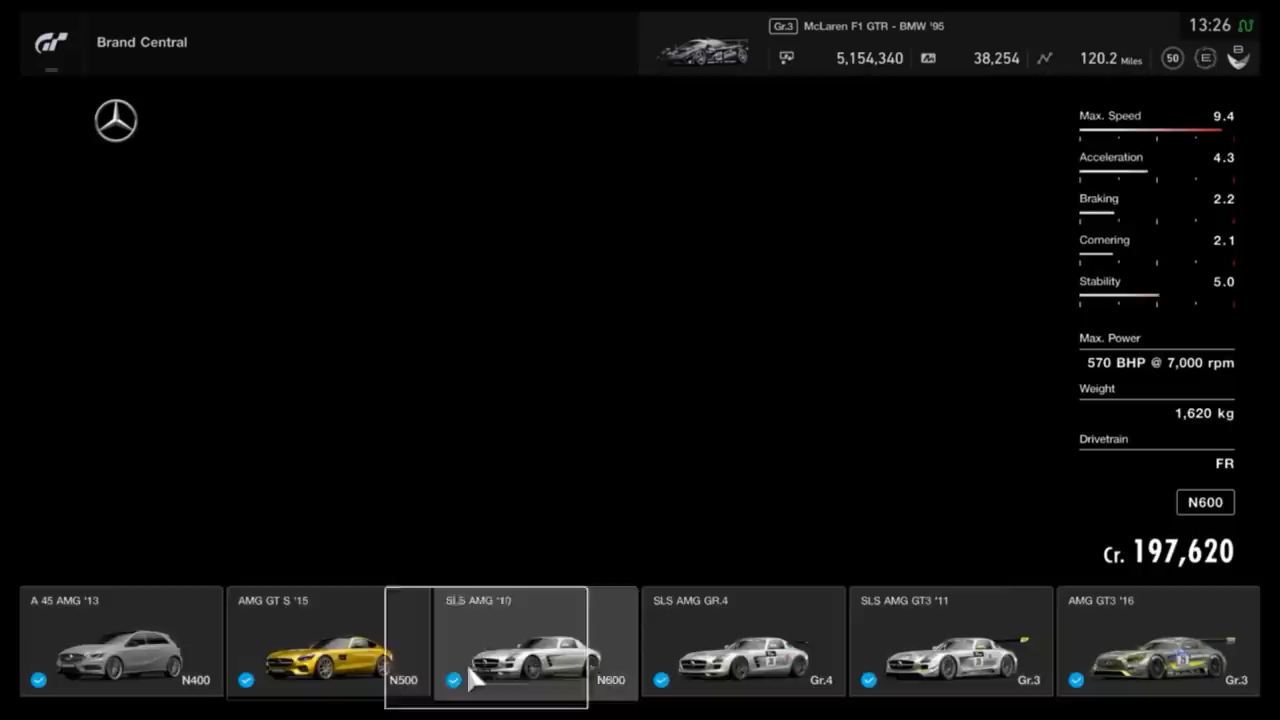 Brand Central
Gr.3 McLaren F1 GTR - BMW '95
13:26
5,154,340
38,254
120.2 Miles
50
E
B
Max. Speed 9.4
Acceleration 4.3
Braking 2.2
Cornering 2.1
Stability 5.0
Max. Power
570 BHP @ 7,000 rpm
Weight
1,620 kg
Drivetrain
FR
N600
Cr. 197,620
A 45 AMG '13
N400
AMG GT S '15
N500
SLS AMG '10
N600
SLS AMG GR.4
Gr.4
SLS AMG GT3 '11
Gr.3
AMG GT3 '16
Gr.3